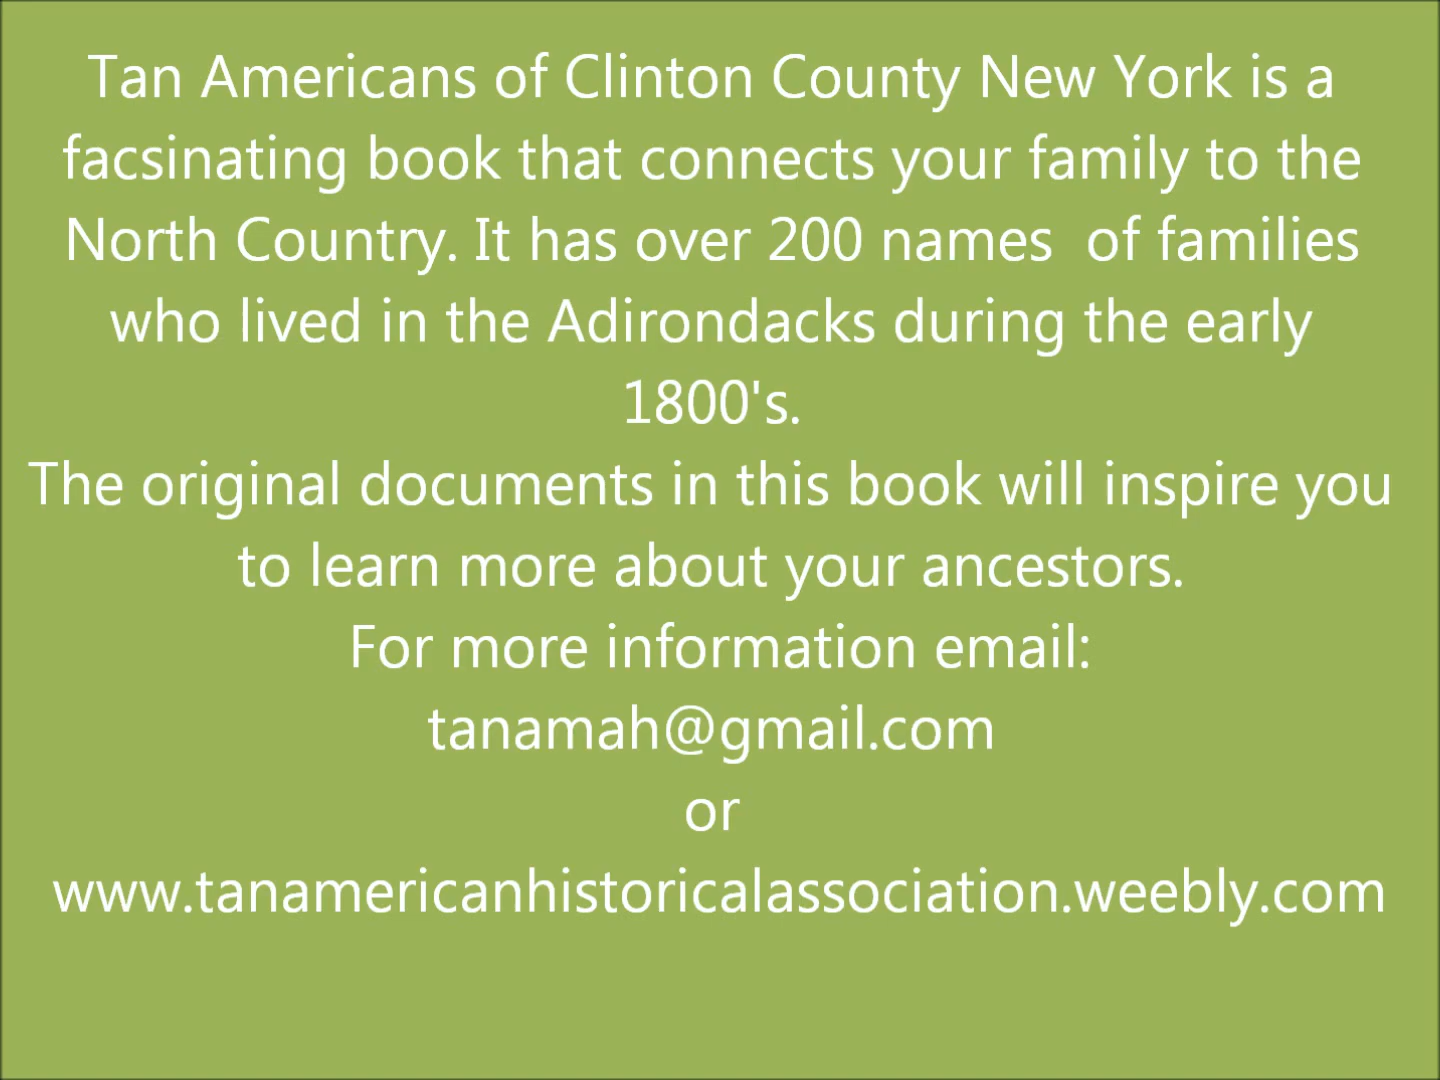 Tan Americans of Clinton County New York is a
facsinating book that connects your family to the
North Country. It has over 200 names  of families
who lived in the Adirondacks during the early
1800's.
The original documents in this book will inspire you
to learn more about your ancestors.
For more information email:
tanamah@gmail.com
or
www.tanamericanhistoricalassociation.weebly.com